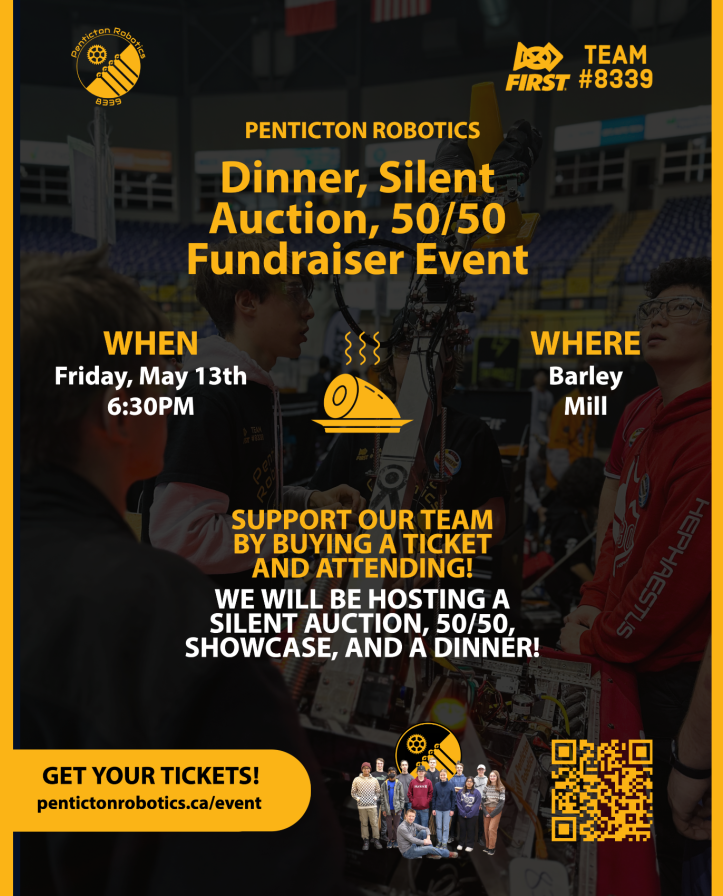 Penticton Robotics
8339
FIRST
TEAM
#8339
PENTICTON ROBOTICS
Dinner, Silent
Auction, 50/50
Fundraiser Event
WHEN
Friday, May 13th
6:30PM
WHERE
Barley
Mill
HEPHAESTUS
SUPPORT OUR TEAM
BY BUYING A TICKET
AND ATTENDING!
WE WILL BE HOSTING A
SILENT AUCTION, 50/50,
SHOWCASE, AND A DINNER!
GET YOUR TICKETS!
pentictonrobotics.ca/event